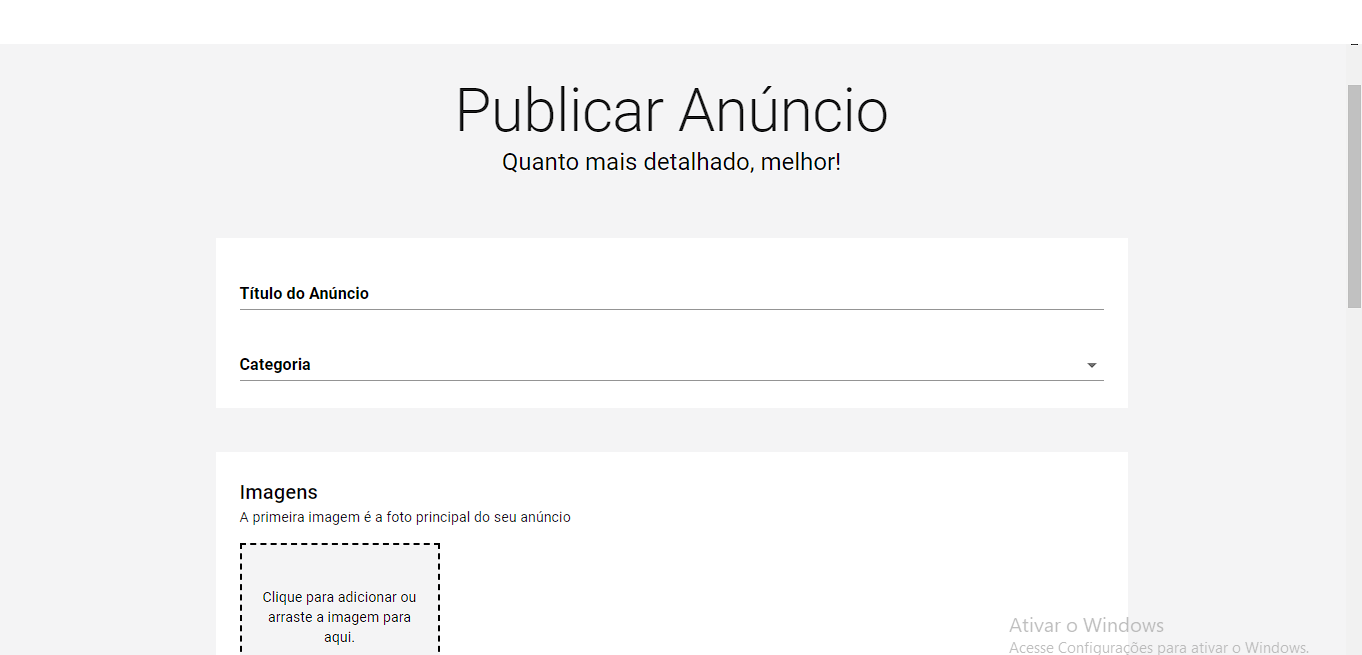 Publicar Anúncio
Quanto mais detalhado, melhor!
Título do Anúncio
Categoria
Imagens
A primeira imagem é a foto principal do seu anúncio
Clique para adicionar ou
arraste a imagem para
aqui.
Ativar o Windows
Acesse Configurações para ativar o Windows.